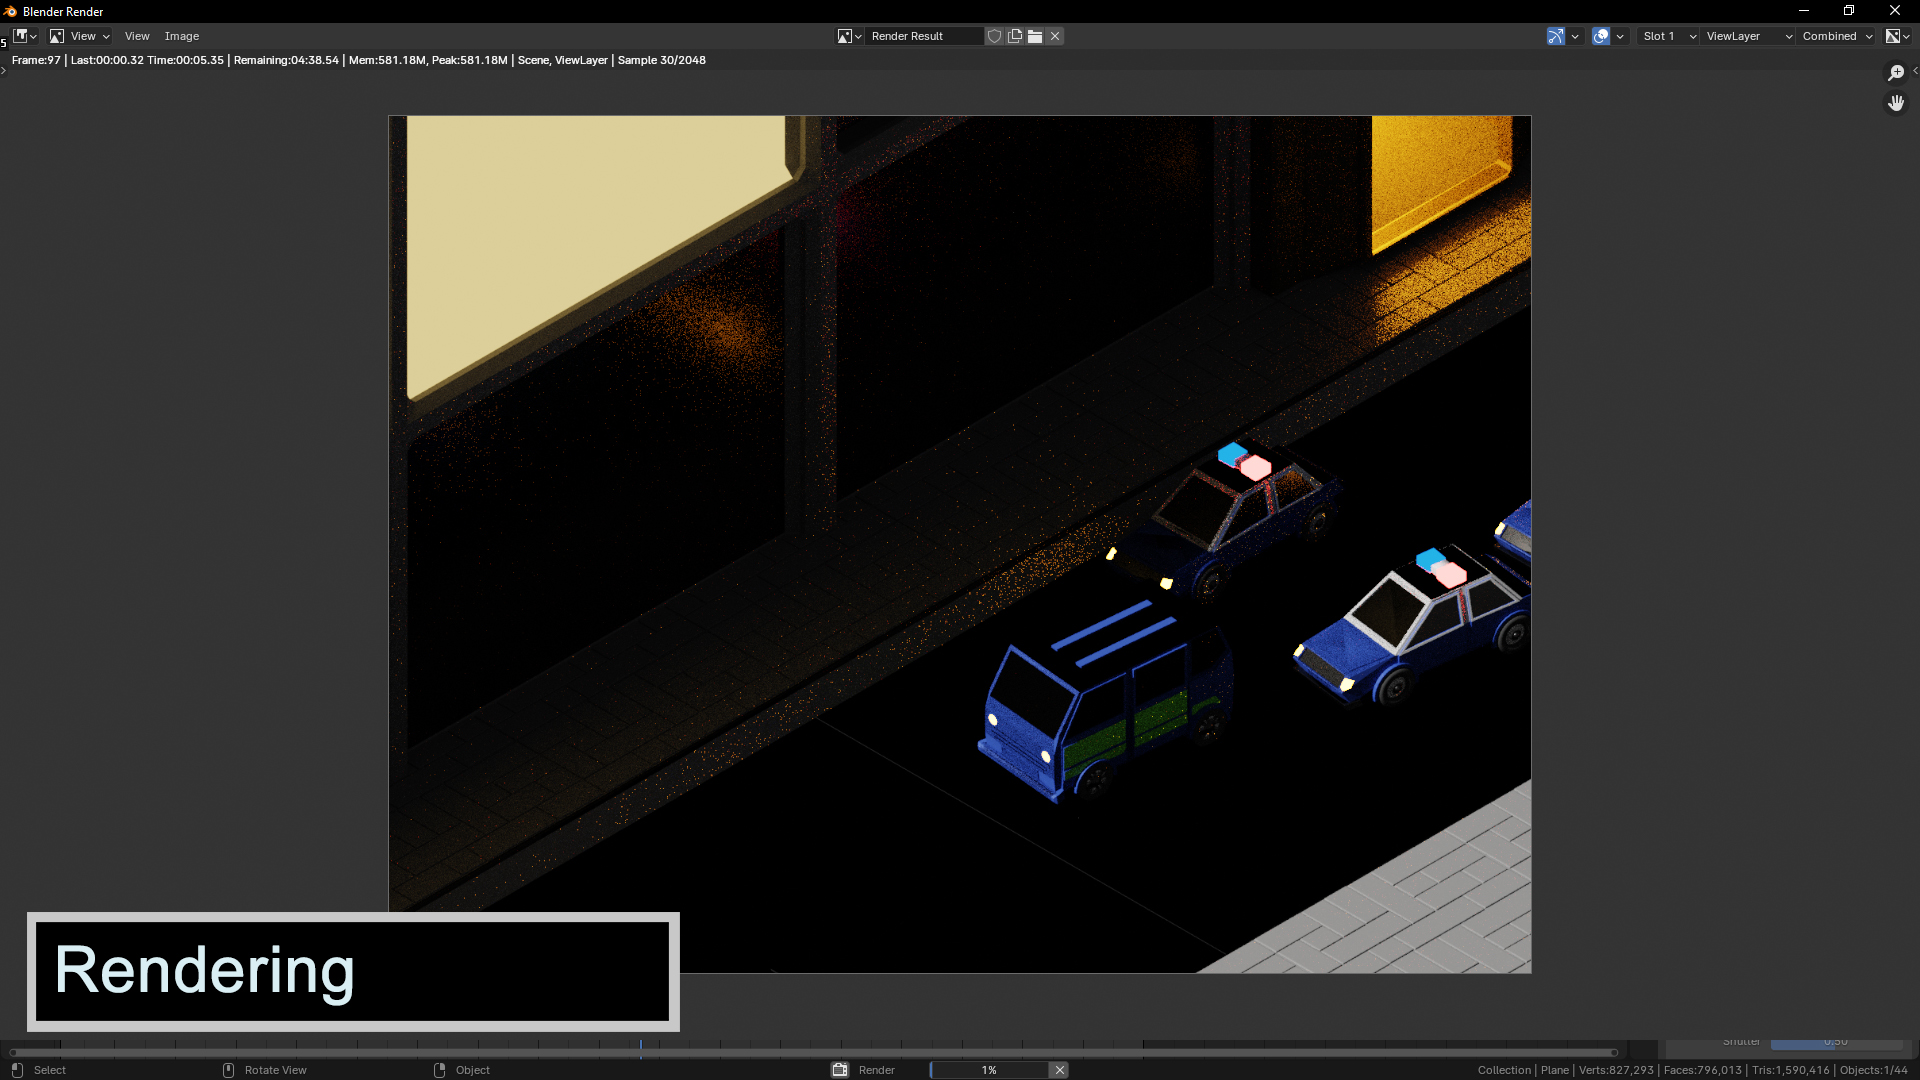 Blender Render
5
View
View
Image
Render Result
Slot 1
ViewLayer
Combined
Frame:97 | Last:00:00.32 Time:00:05.35 | Remaining:04:38.54 | Mem:581.18M, Peak:581.18M | Scene, ViewLayer | Sample 30/2048
Rendering
Shutter 0.50
Select
Rotate View
Object
Render
1%
Collection | Plane | Verts:827,293 | Faces:796,013 | Tris:1,590,416 | Objects:1/44